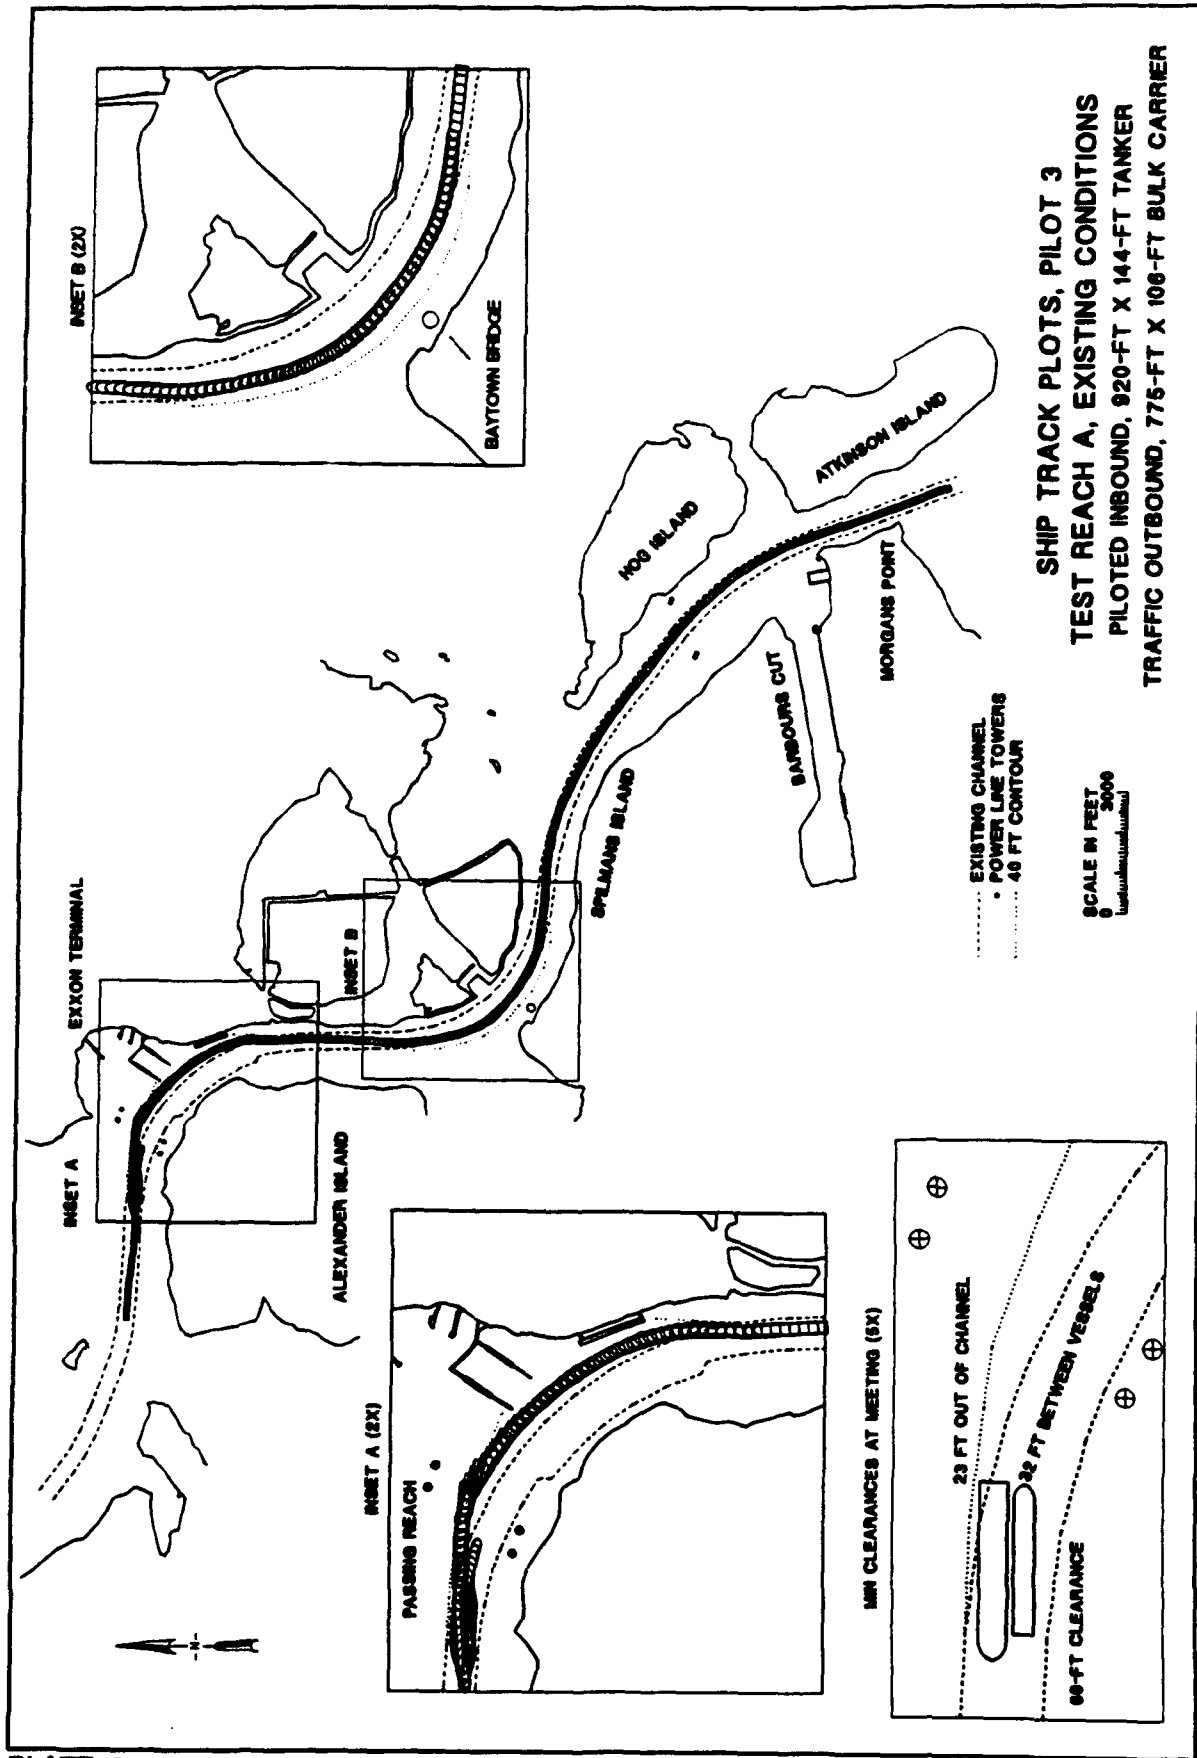 INSET A
EXXON TERMINAL
INSET B (2X)
INSET B
BAYTOWN BRIDGE
ALEXANDER ISLAND
-N-
INSET A (2X)
PASSING REACH
SPILMANS ISLAND
HOG ISLAND
ATKINSON ISLAND
BARBOURS CUT
MORGANS POINT
MIN CLEARANCES AT MEETING (5X)
23 FT OUT OF CHANNEL
32 FT BETWEEN VESSELS
-FT CLEARANCE
EXISTING CHANNEL
POWER LINE TOWERS
40 FT CONTOUR
SCALE IN FEET
0 3000
SHIP TRACK PLOTS, PILOT 3
TEST REACH A, EXISTING CONDITIONS
PILOTED INBOUND, 920-FT X 144-FT TANKER
TRAFFIC OUTBOUND, 775-FT X 106-FT BULK CARRIER